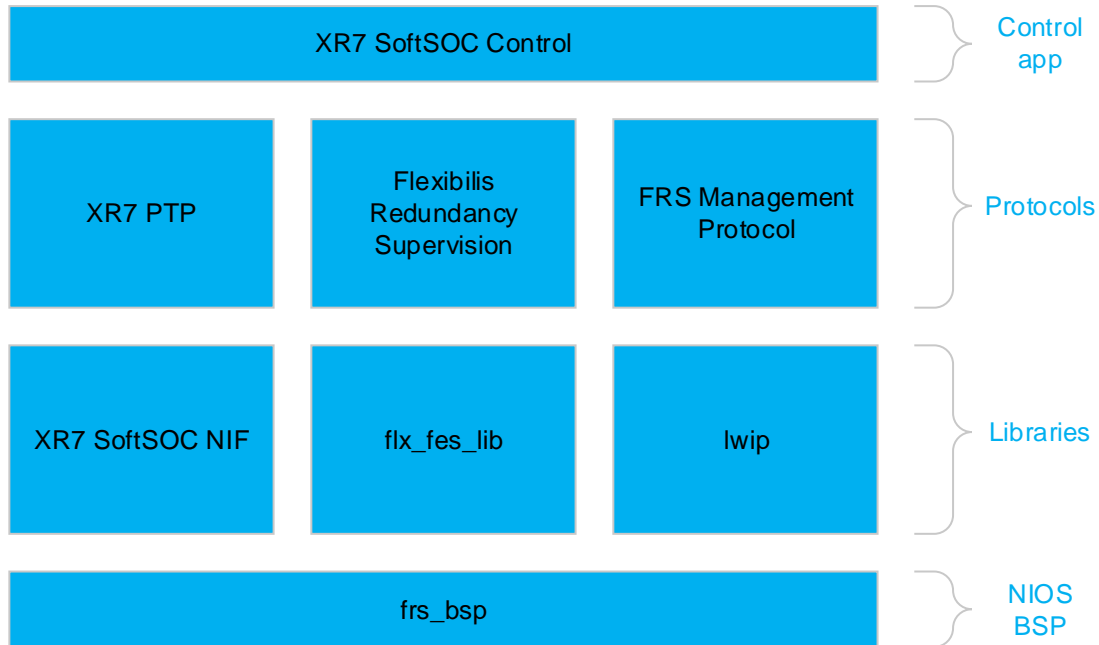 XR7 SoftSOC Control
Control
app
XR7 PTP
Flexibilis
Redundancy
Supervision
FRS Management
Protocol
Protocols
XR7 SoftSOC NIF
flx_fes_lib
lwip
Libraries
frs_bsp
NIOS
BSP